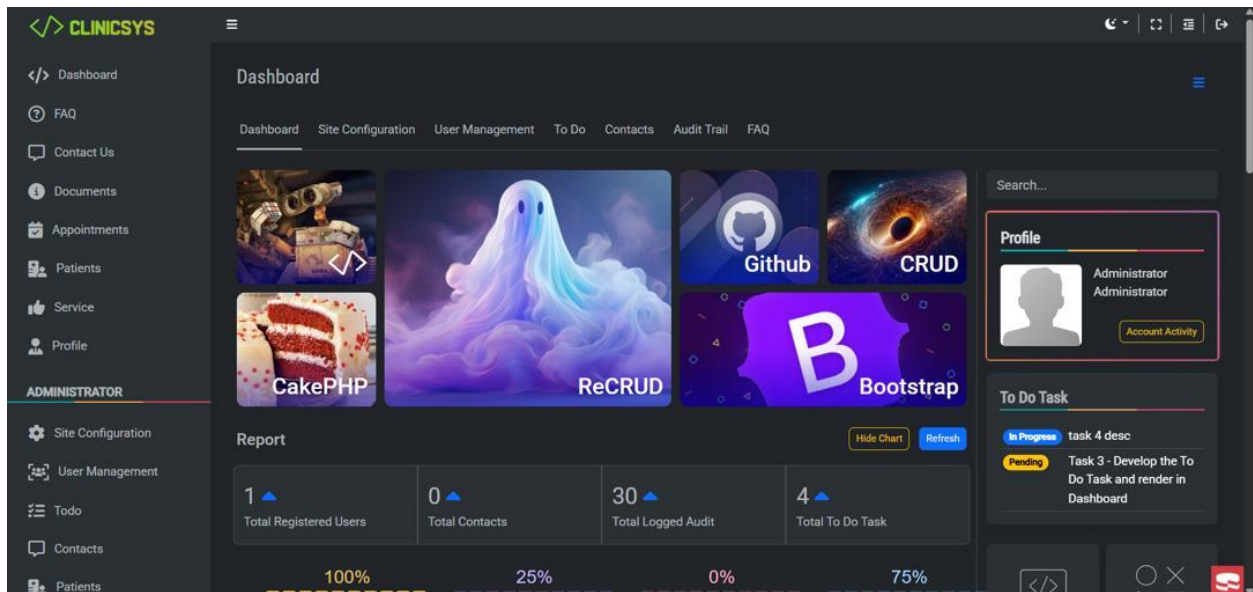 </> CLINICSYS
</> Dashboard
FAQ
Contact Us
Documents
Appointments
Patients
Service
Profile
ADMINISTRATOR
Site Configuration
User Management
Todo
Contacts
Patients
Dashboard
Dashboard Site Configuration User Management To Do Contacts Audit Trail FAQ
</>
CakePHP
ReCRUD
Github
CRUD
Bootstrap
Report
Hide Chart Refresh
1
Total Registered Users
0
Total Contacts
30
Total Logged Audit
4
Total To Do Task
100% 25% 0% 75%
Search...
Profile
Administrator
Administrator
Account Activity
To Do Task
In Progress task 4 desc
Pending Task 3 - Develop the To
Do Task and render in
Dashboard
</>